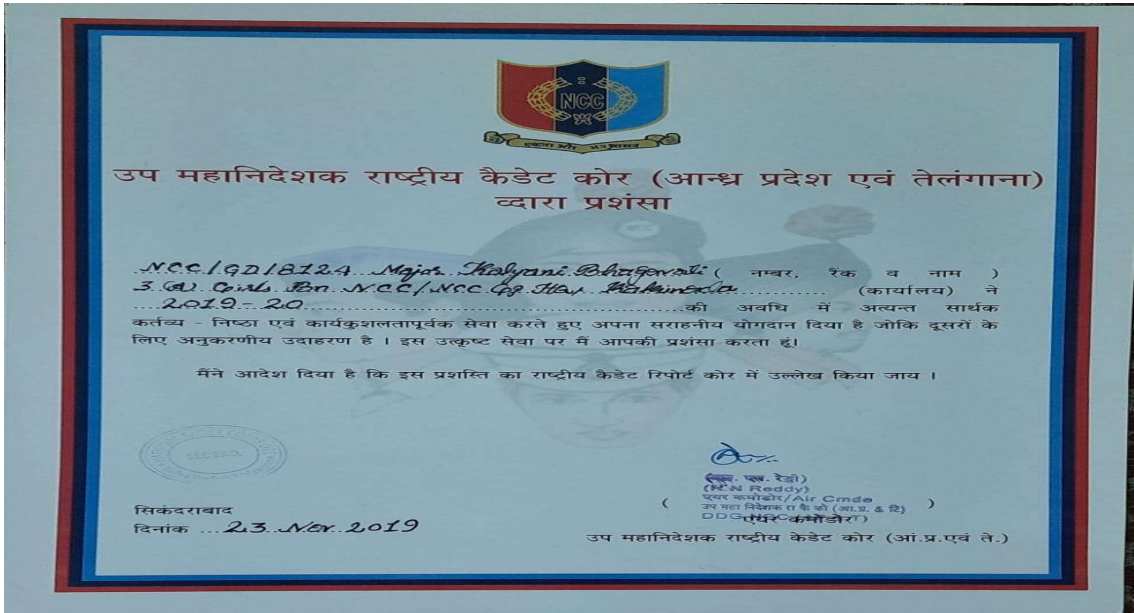 NCC
एकता और अनुशासन
उप महानिदेशक राष्ट्रीय कैडेट कोर (आन्ध्र प्रदेश एवं तेलंगाना)
व्दारा प्रशंसा
NCC/GD/8124 Major Kalyani Bhagavati ( नम्बर, रैंक व नाम )
3 (A) Girls Bn NCC/NCC Gp Hq, Kakinada (कार्यालय) ने
2019-20 की अवधि में अत्यन्त सार्थक
कर्तव्य - निष्ठा एवं कार्यकुशलतापूर्वक सेवा करते हुए अपना सराहनीय योगदान दिया है जोकि दूसरों के
लिए अनुकरणीय उदाहरण है । इस उत्कृष्ट सेवा पर मैं आपकी प्रशंसा करता हूं।
मैंने आदेश दिया है कि इस प्रशस्ति का राष्ट्रीय कैडेट रिपोर्ट कोर में उल्लेख किया जाय ।
एन. रेड्डी)
Reddy)
( एयर कमोडोर/Air Cmde )
उप महा निदेशक रा कै को (आ.प्र. & टि)
सिकंदराबाद
DDG
एयर कमोडोर
दिनांक 23 Nov 2019
उप महानिदेशक राष्ट्रीय केडेट कोर (आं.प्र.एवं ते.)